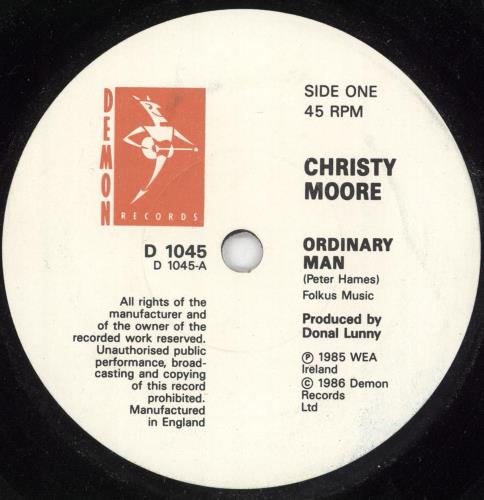 DEMON
RECORDS
SIDE ONE
45 RPM
CHRISTY
MOORE
D 1045
D 1045-A
ORDINARY
MAN
(Peter Hames)
Folkus Music
Produced by
Donal Lunny
Ⓟ 1985 WEA
Ireland
© 1986 Demon
Records
Ltd
All rights of the
manufacturer and
of the owner of the
recorded work reserved.
Unauthorised public
performance, broad-
casting and copying
of this record
prohibited.
Manufactured
in England